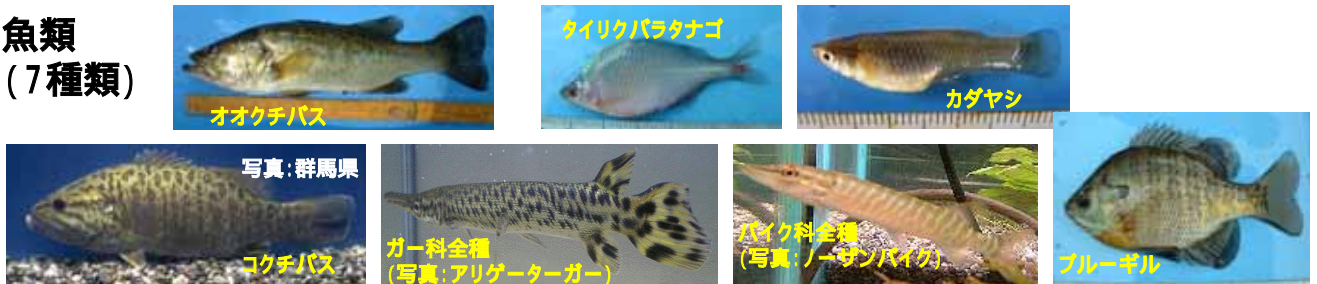 魚類
(7種類)
オオクチバス
タイリクバラタナゴ
カダヤシ
写真:群馬県
コクチバス
ガー科全種
(写真:アリゲーターガー)
パイク科全種
(写真:ノーザンパイク)
ブルーギル